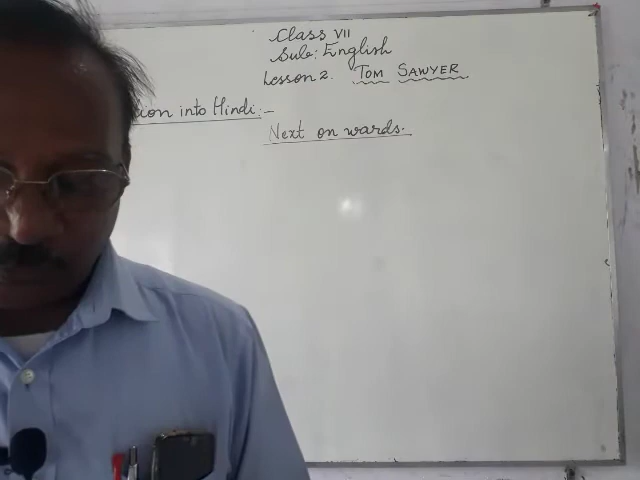 Class VII
Sub: English
Lesson 2. TOM SAWYER
ion into Hindi:-
Next on wards.